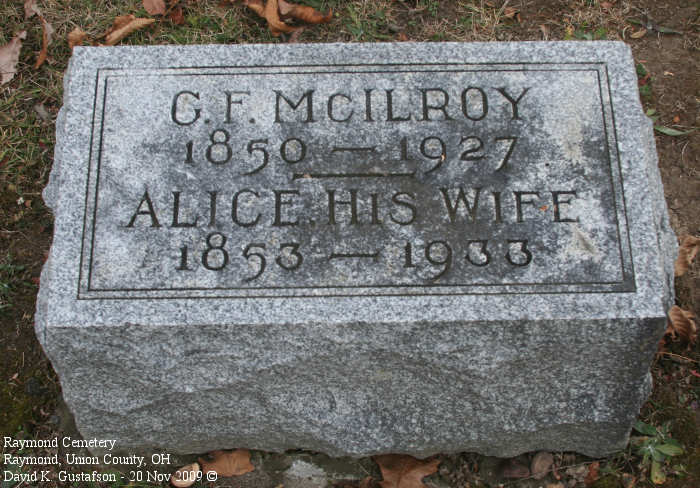 G. F. McILROY
1850 — 1927
ALICE. HIS WIFE
1853 — 1933
Raymond Cemetery
Raymond, Union County, OH
David K. Gustafson - 20 Nov 2009 ©